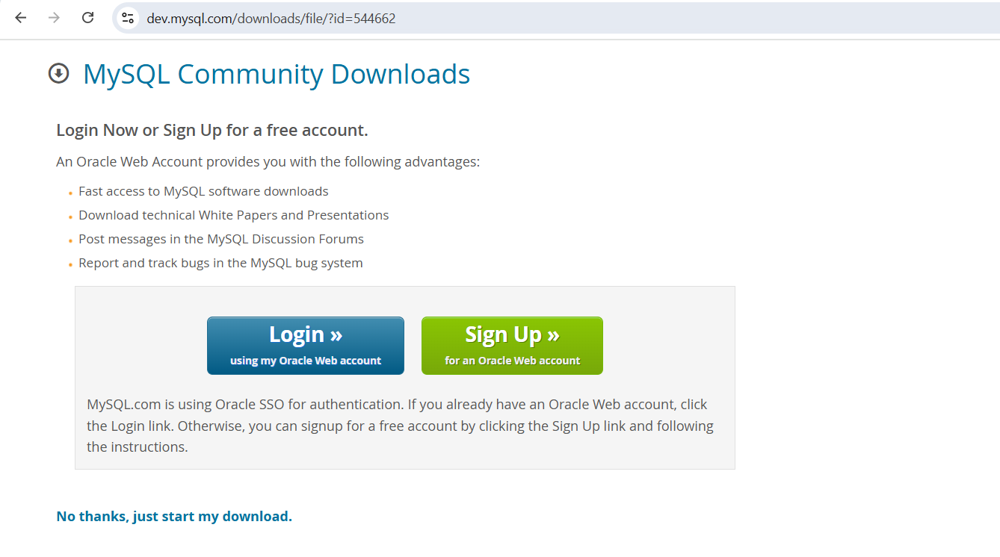 dev.mysql.com/downloads/file/?id=544662
MySQL Community Downloads
Login Now or Sign Up for a free account.
An Oracle Web Account provides you with the following advantages:
Fast access to MySQL software downloads
Download technical White Papers and Presentations
Post messages in the MySQL Discussion Forums
Report and track bugs in the MySQL bug system
Login »
using my Oracle Web account
Sign Up »
for an Oracle Web account
MySQL.com is using Oracle SSO for authentication. If you already have an Oracle Web account, click
the Login link. Otherwise, you can signup for a free account by clicking the Sign Up link and following
the instructions.
No thanks, just start my download.